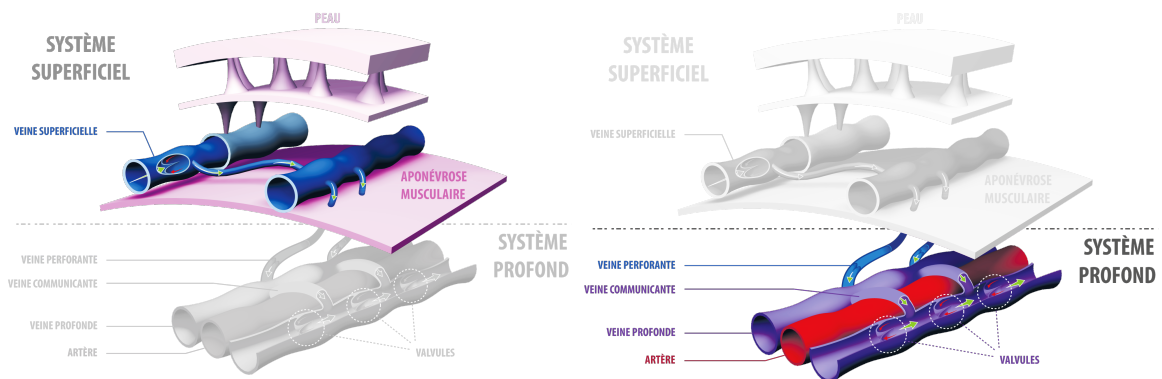 PEAU
SYSTÈME
SUPERFICIEL
VEINE SUPERFICIELLE
APONÉVROSE
MUSCULAIRE
SYSTÈME
PROFOND
VEINE PERFORANTE
VEINE COMMUNICANTE
VEINE PROFONDE
ARTÈRE
VALVULES
PEAU
SYSTÈME
SUPERFICIEL
VEINE SUPERFICIELLE
APONÉVROSE
MUSCULAIRE
SYSTÈME
PROFOND
VEINE PERFORANTE
VEINE COMMUNICANTE
VEINE PROFONDE
ARTÈRE
VALVULES